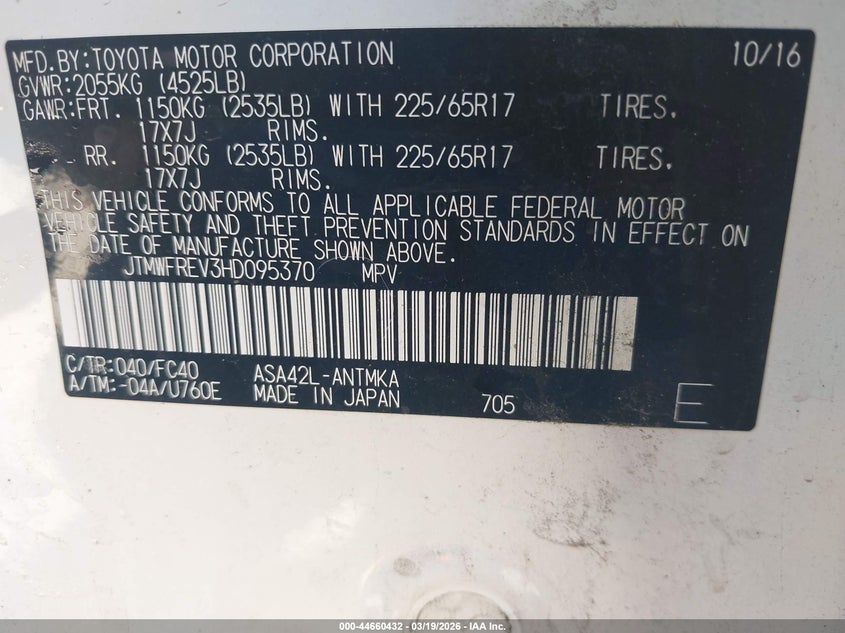 MFD.BY:TOYOTA MOTOR CORPORATION 10/16
GVWR:2055KG (4525LB)
GAWR:FRT. 1150KG (2535LB) WITH 225/65R17 TIRES.
17X7J RIMS.
RR. 1150KG (2535LB) WITH 225/65R17 TIRES.
17X7J RIMS.
THIS VEHICLE CONFORMS TO ALL APPLICABLE FEDERAL MOTOR
VEHICLE SAFETY AND THEFT PREVENTION STANDARDS IN EFFECT ON
THE DATE OF MANUFACTURE SHOWN ABOVE.
JTMWFREV3HD095370 MPV
C/TR:040/FC40 ASA42L-ANTMKA
A/TM:-04A/U760E MADE IN JAPAN 705 E
000-44660432 - 03/19/2026 - IAA Inc.